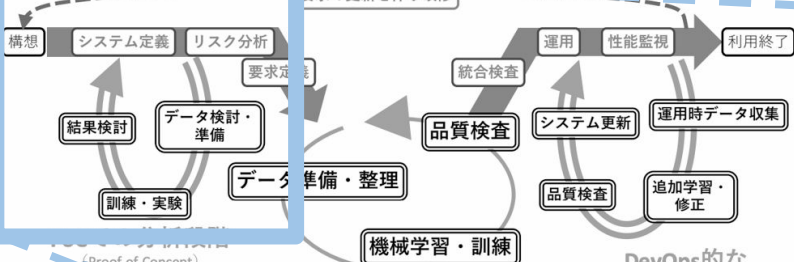 構想
システム定義
リスク分析
要求定義
統合検査
運用
性能監視
利用終了
結果検討
データ検討・
準備
訓練・実験
データ準備・整理
品質検査
機械学習・訓練
システム更新
運用時データ収集
品質検査
追加学習・
修正
(Proof of Concept)
DevOps的な